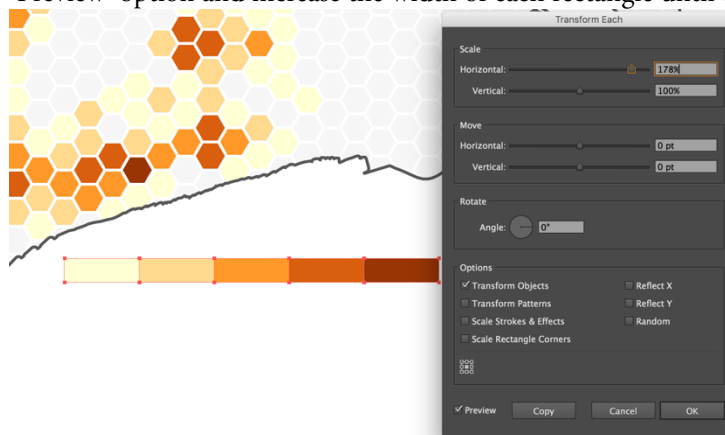 Preview' option and increase the width of each rectangle until
Transform Each
Scale
Horizontal: 178%
Vertical: 100%
Move
Horizontal: 0 pt
Vertical: 0 pt
Rotate
Angle: 0°
Options
Transform Objects Reflect X
Transform Patterns Reflect Y
Scale Strokes & Effects Random
Scale Rectangle Corners
Preview Copy Cancel OK